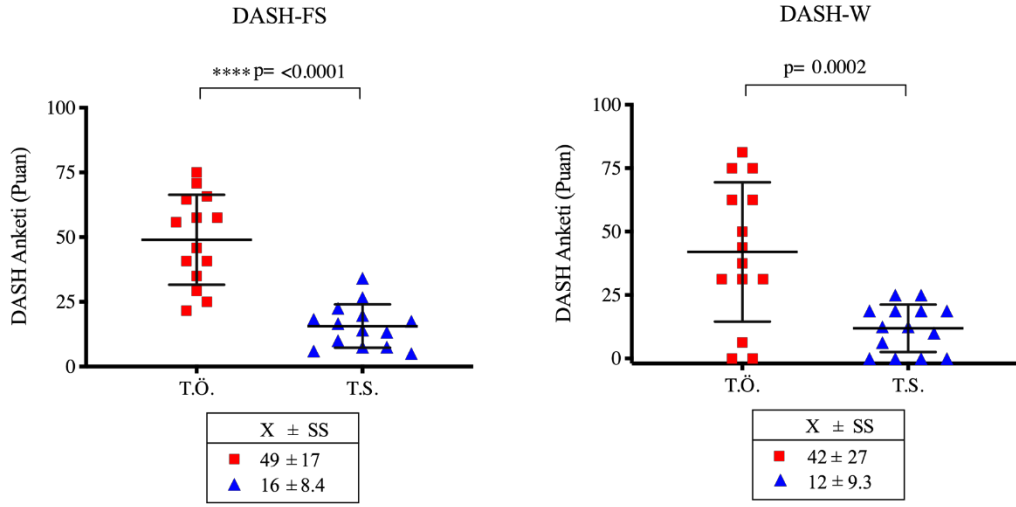 DASH-FS
**** p= <0.0001
DASH Anketi (Puan)
100
75
50
25
0
T.Ö.
T.S.
X ± SS
49 ± 17
16 ± 8.4
DASH-W
p= 0.0002
DASH Anketi (Puan)
100
75
50
25
0
T.Ö.
T.S.
X ± SS
42 ± 27
12 ± 9.3